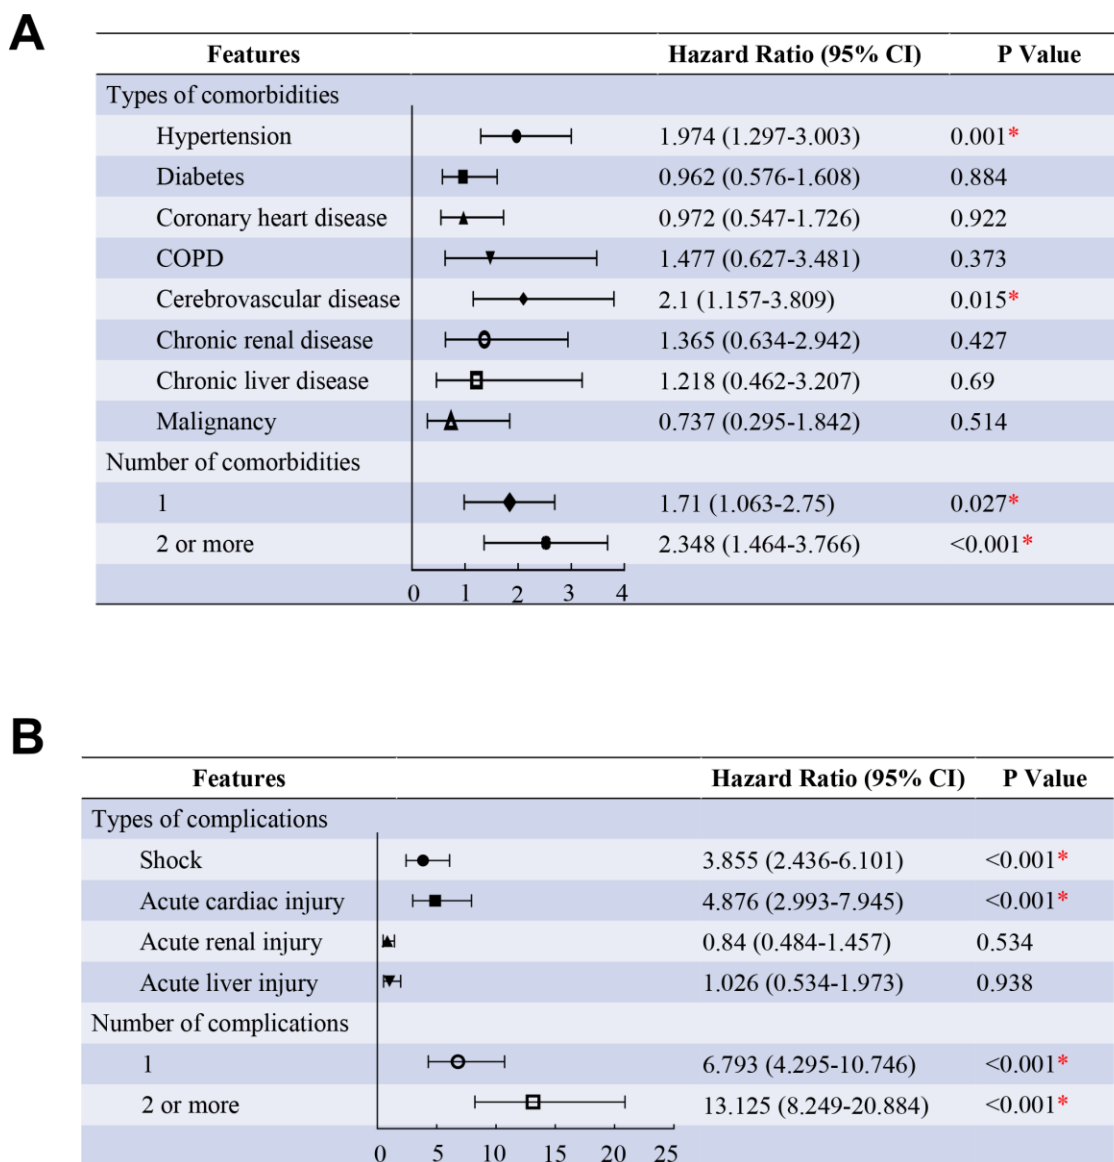 A
Features Hazard Ratio (95% CI) P Value
Types of comorbidities
Hypertension 1.974 (1.297-3.003) 0.001*
Diabetes 0.962 (0.576-1.608) 0.884
Coronary heart disease 0.972 (0.547-1.726) 0.922
COPD 1.477 (0.627-3.481) 0.373
Cerebrovascular disease 2.1 (1.157-3.809) 0.015*
Chronic renal disease 1.365 (0.634-2.942) 0.427
Chronic liver disease 1.218 (0.462-3.207) 0.69
Malignancy 0.737 (0.295-1.842) 0.514
Number of comorbidities
1 1.71 (1.063-2.75) 0.027*
2 or more 2.348 (1.464-3.766) <0.001*
0 1 2 3 4
B
Features Hazard Ratio (95% CI) P Value
Types of complications
Shock 3.855 (2.436-6.101) <0.001*
Acute cardiac injury 4.876 (2.993-7.945) <0.001*
Acute renal injury 0.84 (0.484-1.457) 0.534
Acute liver injury 1.026 (0.534-1.973) 0.938
Number of complications
1 6.793 (4.295-10.746) <0.001*
2 or more 13.125 (8.249-20.884) <0.001*
0 5 10 15 20 25